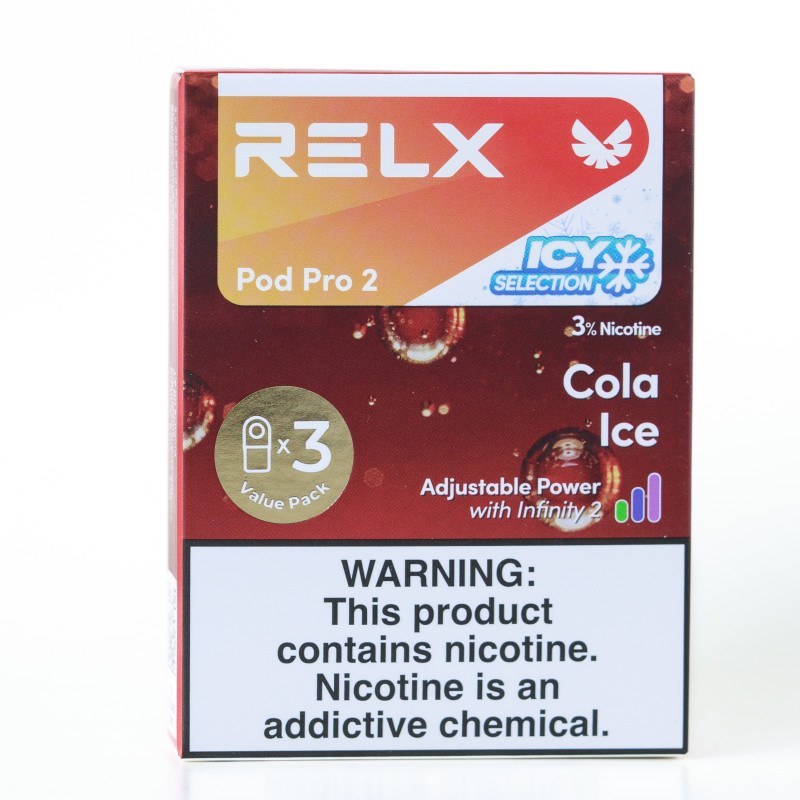 RELX
Pod Pro 2
ICY
SELECTION
3% Nicotine
Cola
Ice
x3
Value Pack
Adjustable Power
with Infinity 2
WARNING:
This product
contains nicotine.
Nicotine is an
addictive chemical.